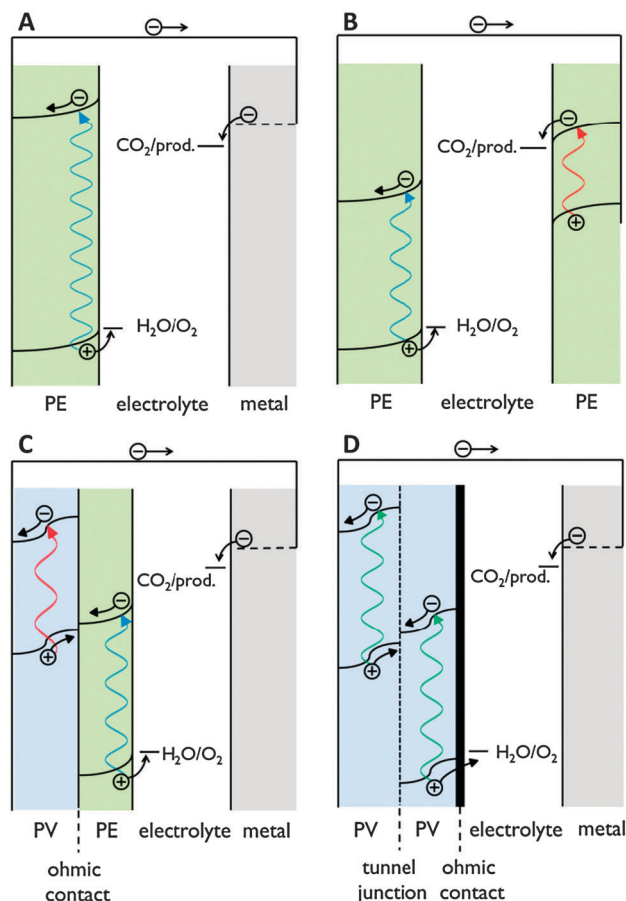 A
⊖→
⊖
⊖
CO₂/prod.
H₂O/O₂
⊕
PE electrolyte metal
B
⊖→
⊖
CO₂/prod.
⊖
⊕
H₂O/O₂
⊕
PE electrolyte PE
C
⊖→
⊖
⊖
CO₂/prod.
⊖
⊕
H₂O/O₂
⊕
PV PE electrolyte metal
ohmic
contact
D
⊖→
⊖
⊖
CO₂/prod.
⊖
⊕
H₂O/O₂
⊕
PV PV electrolyte metal
tunnel
junction
ohmic
contact